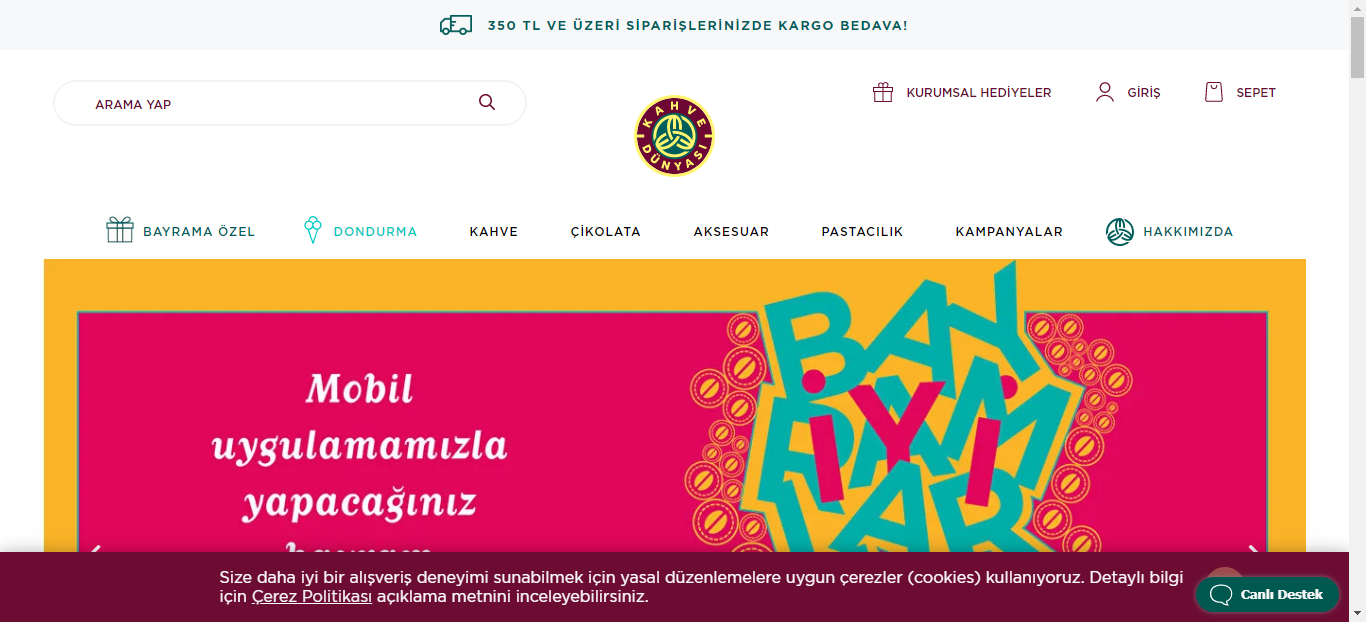 350 TL VE ÜZERİ SİPARİŞLERİNİZDE KARGO BEDAVA!
ARAMA YAP
KAHVE DÜNYASI
KURUMSAL HEDİYELER
GİRİŞ
SEPET
BAYRAMA ÖZEL
DONDURMA
KAHVE
ÇİKOLATA
AKSESUAR
PASTACILIK
KAMPANYALAR
HAKKIMIZDA
Mobil
uygulamamızla
yapacağınız
BAY
RAM
LAR
İYİ
Size daha iyi bir alışveriş deneyimi sunabilmek için yasal düzenlemelere uygun çerezler (cookies) kullanıyoruz. Detaylı bilgi
için Çerez Politikası açıklama metnini inceleyebilirsiniz.
Canlı Destek